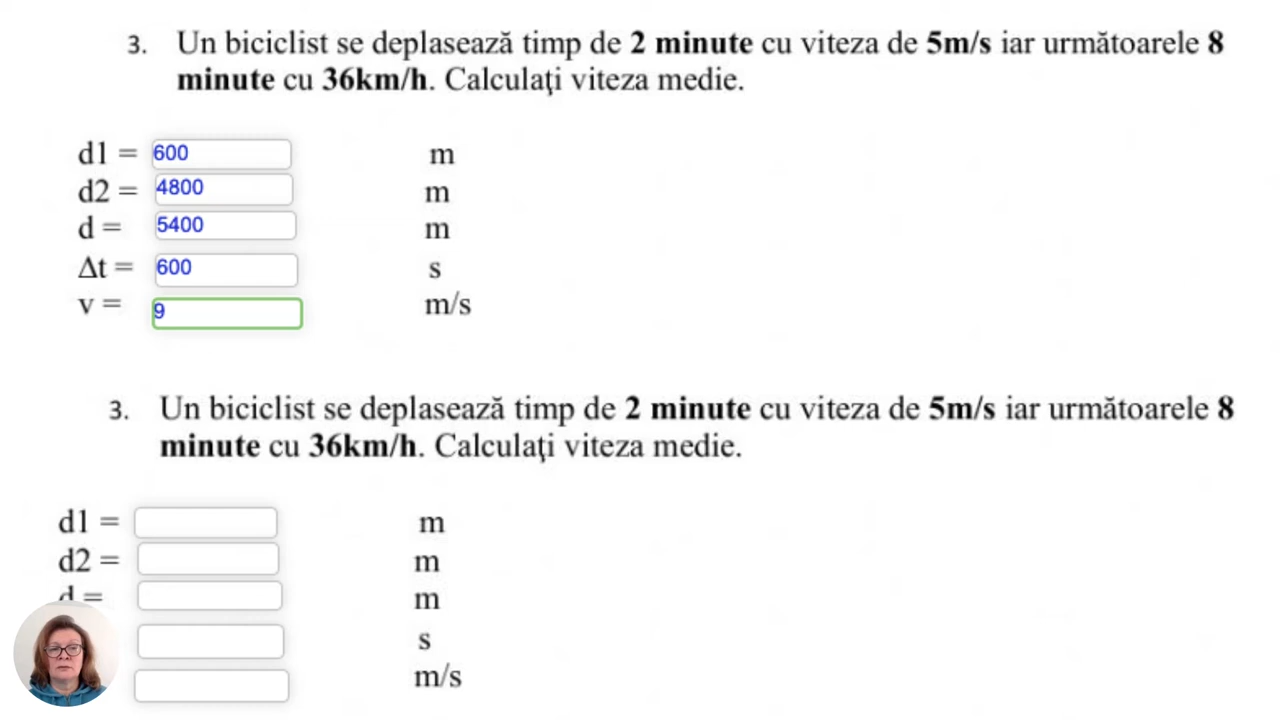 3. Un biciclist se deplasează timp de 2 minute cu viteza de 5m/s iar următoarele 8
minute cu 36km/h. Calculaţi viteza medie.
d1 = 600 m
d2 = 4800 m
d = 5400 m
Δt = 600 s
v = 9 m/s
3. Un biciclist se deplasează timp de 2 minute cu viteza de 5m/s iar următoarele 8
minute cu 36km/h. Calculaţi viteza medie.
d1 = m
d2 = m
d = m
s
m/s